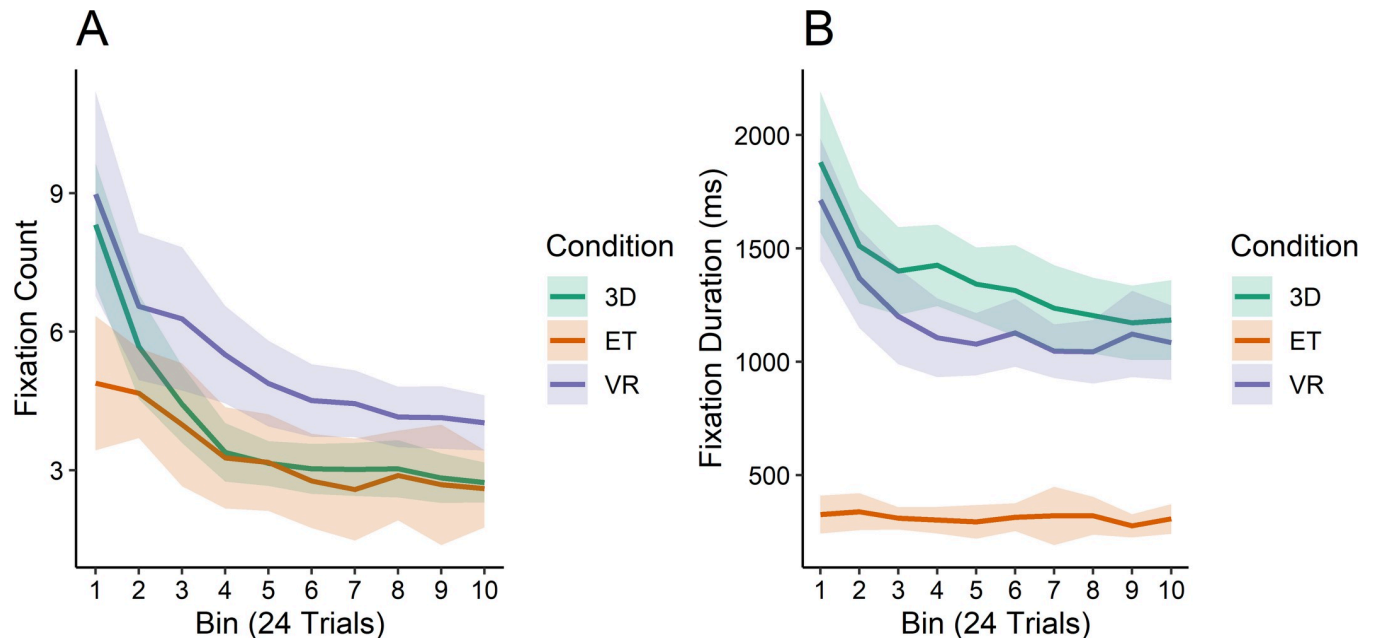 A
Fixation Count
9
6
3
1 2 3 4 5 6 7 8 9 10
Bin (24 Trials)
Condition
3D
ET
VR
B
Fixation Duration (ms)
2000
1500
1000
500
1 2 3 4 5 6 7 8 9 10
Bin (24 Trials)
Condition
3D
ET
VR